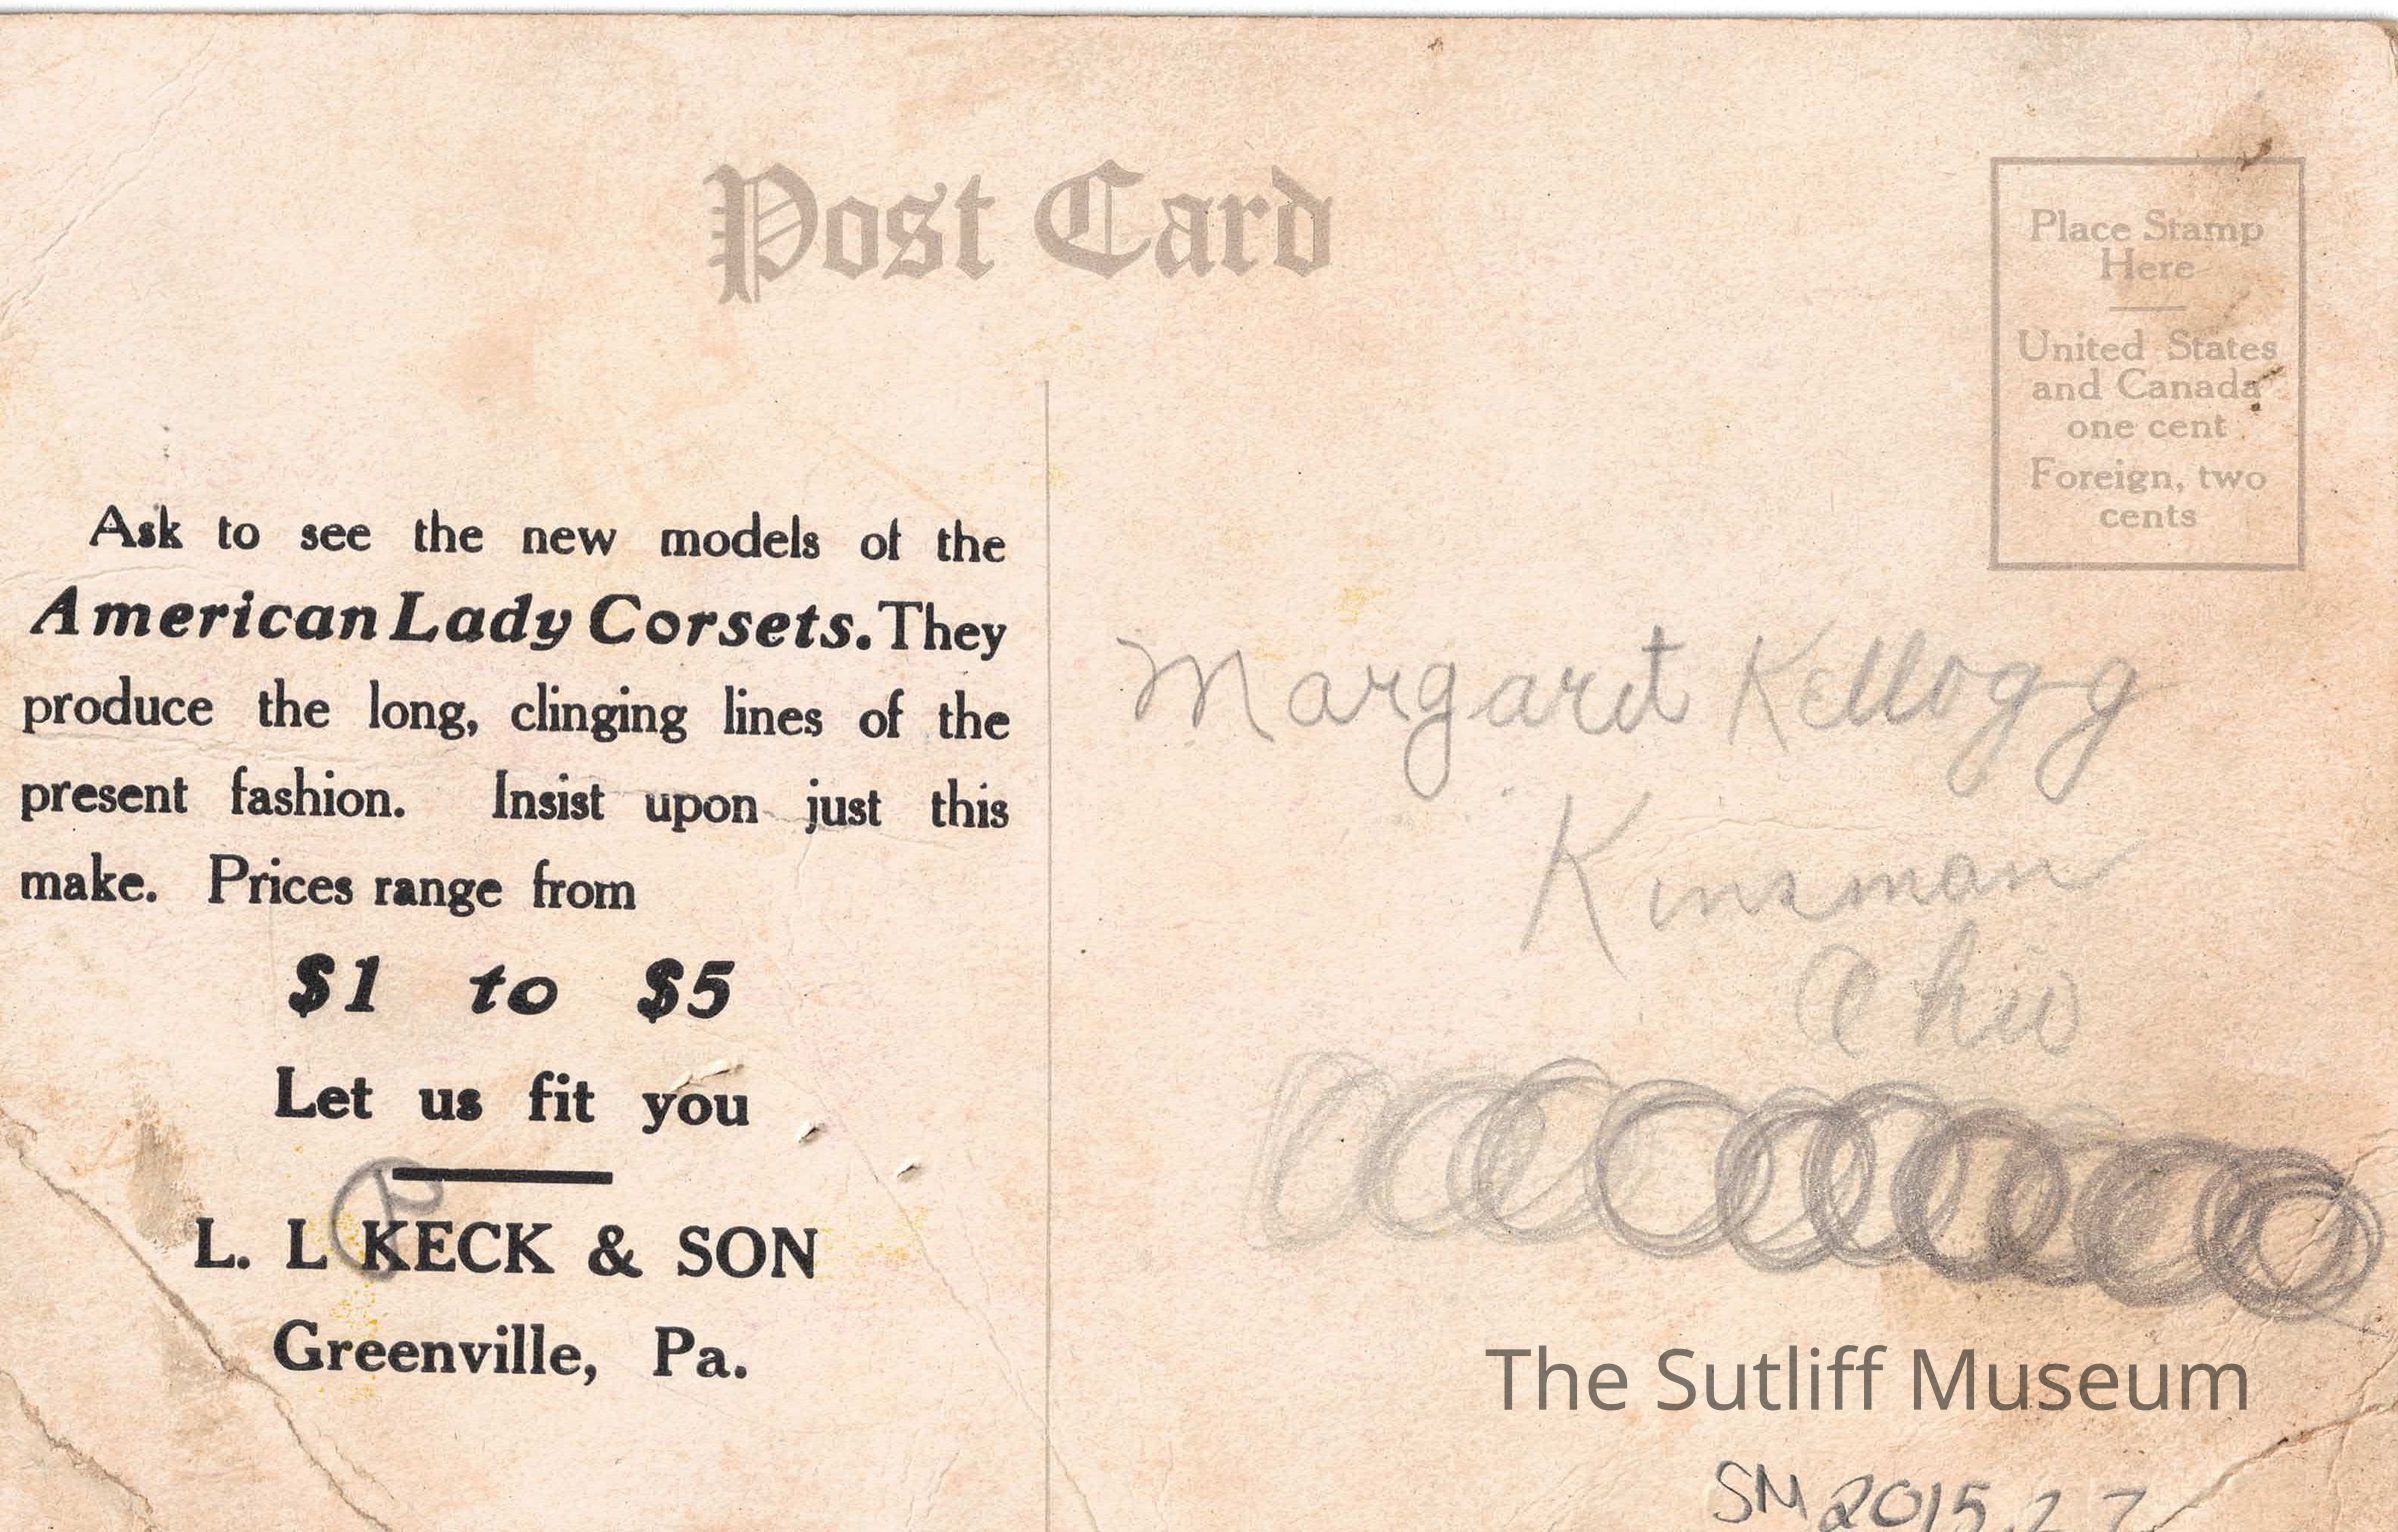 Post Card
Place Stamp
Here
United States
and Canada
one cent
Foreign, two
cents
Ask to see the new models of the
American Lady Corsets. They
produce the long, clinging lines of the
present fashion. Insist upon just this
make. Prices range from
$1 to $5
Let us fit you
L. L KECK & SON
Greenville, Pa.
Margaret Kellogg
Kinsman
Ohio
The Sutliff Museum
SM 2015.